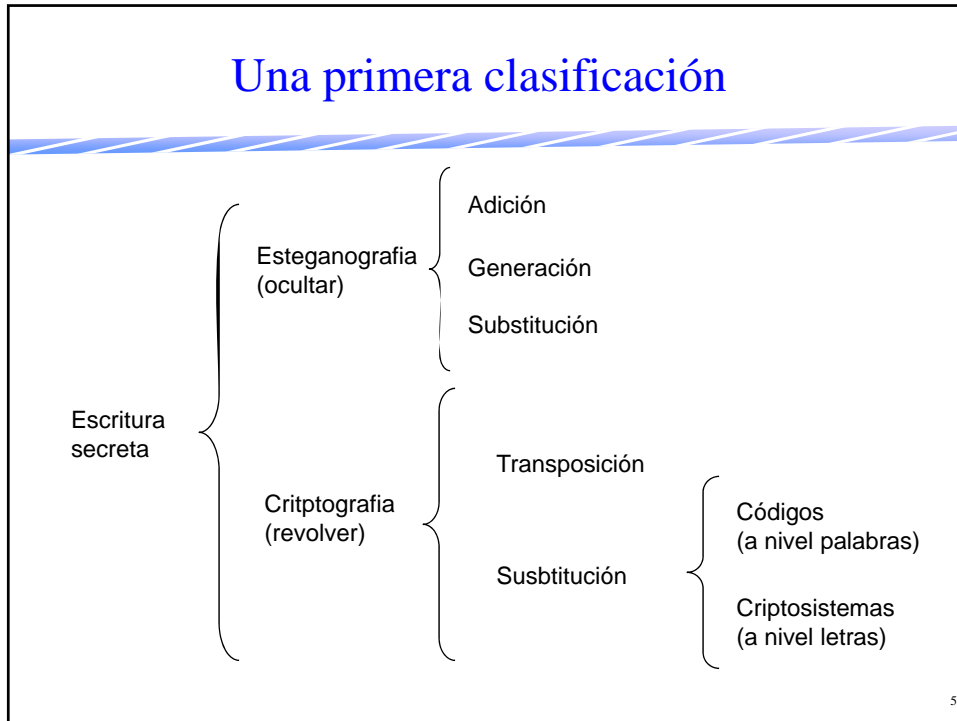 Una primera clasificación
Adición
Esteganografia
(ocultar)
Generación
Substitución
Escritura
secreta
Critptografia
(revolver)
Transposición
Susbtitución
Códigos
(a nivel palabras)
Criptosistemas
(a nivel letras)
5